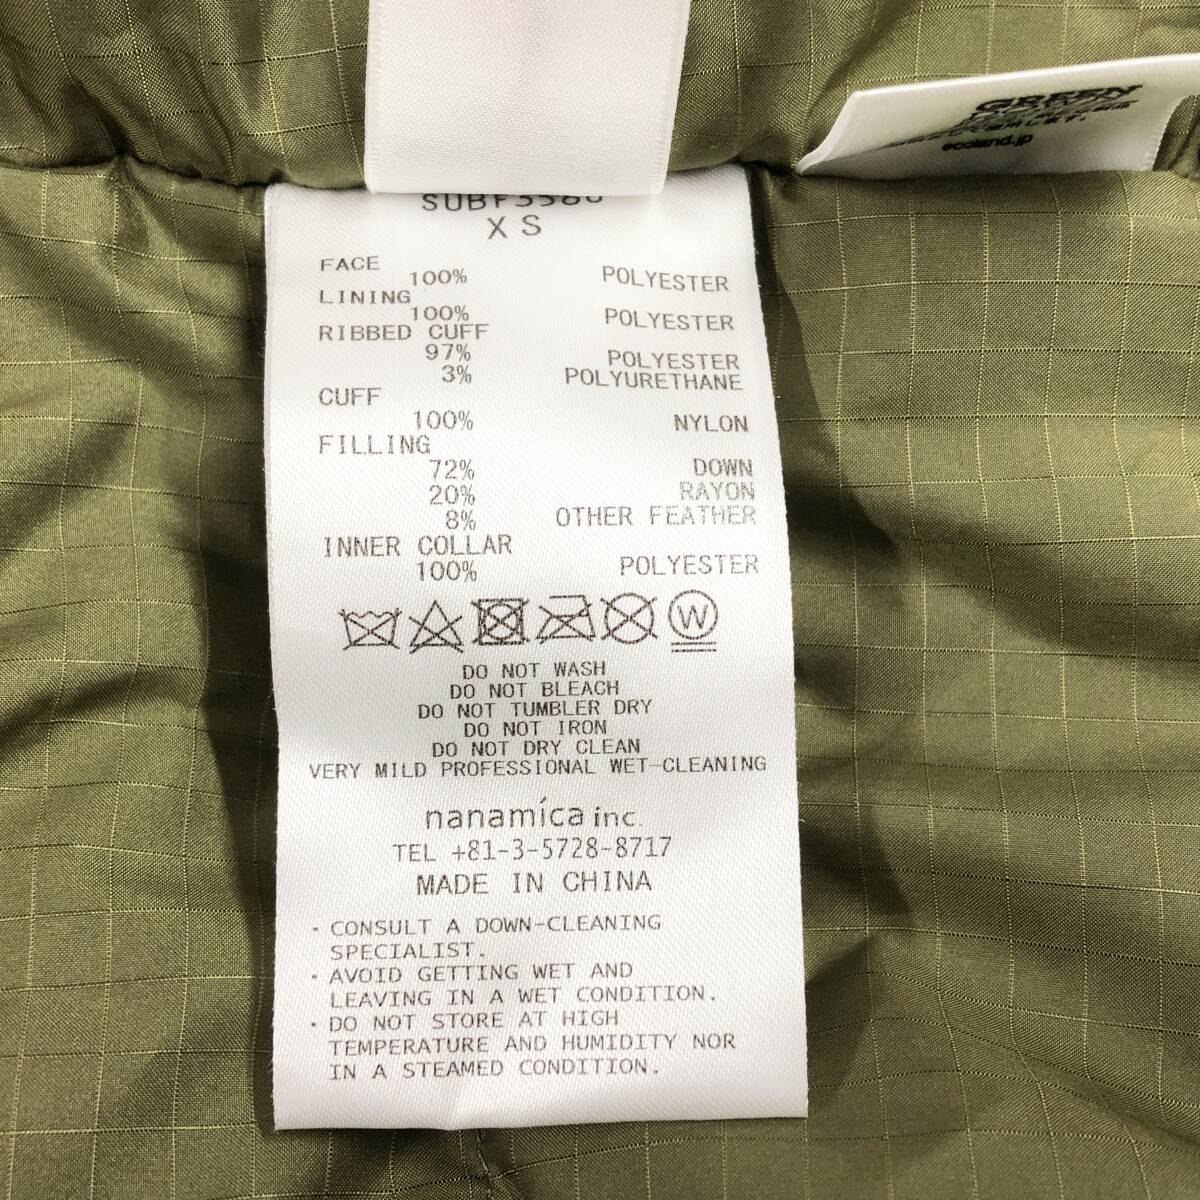 GREEN
ecoland.jp
XS
FACE
100% POLYESTER
LINING
100% POLYESTER
RIBBED CUFF
97% POLYESTER
3% POLYURETHANE
CUFF
100% NYLON
FILLING
72% DOWN
20% RAYON
8% OTHER FEATHER
INNER COLLAR
100% POLYESTER
W
DO NOT WASH
DO NOT BLEACH
DO NOT TUMBLER DRY
DO NOT IRON
DO NOT DRY CLEAN
VERY MILD PROFESSIONAL WET-CLEANING
nanamica inc.
TEL +81-3-5728-8717
MADE IN CHINA
・CONSULT A DOWN-CLEANING
SPECIALIST.
・AVOID GETTING WET AND
LEAVING IN A WET CONDITION.
・DO NOT STORE AT HIGH
TEMPERATURE AND HUMIDITY NOR
IN A STEAMED CONDITION.